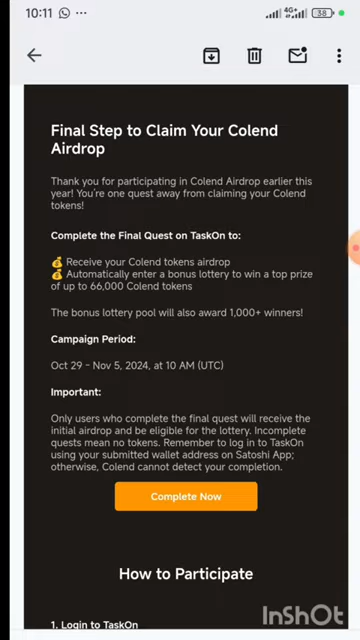 10:11
4G+
38
Final Step to Claim Your Colend
Airdrop
Thank you for participating in Colend Airdrop earlier this
year! You're one quest away from claiming your Colend
tokens!
Complete the Final Quest on TaskOn to:
💰 Receive your Colend tokens airdrop
💰 Automatically enter a bonus lottery to win a top prize
of up to 66,000 Colend tokens
The bonus lottery pool will also award 1,000+ winners!
Campaign Period:
Oct 29 – Nov 5, 2024, at 10 AM (UTC)
Important:
Only users who complete the final quest will receive the
initial airdrop and be eligible for the lottery. Incomplete
quests mean no tokens. Remember to log in to TaskOn
using your submitted wallet address on Satoshi App;
otherwise, Colend cannot detect your completion.
Complete Now
How to Participate
1. Login to TaskOn
InShOt